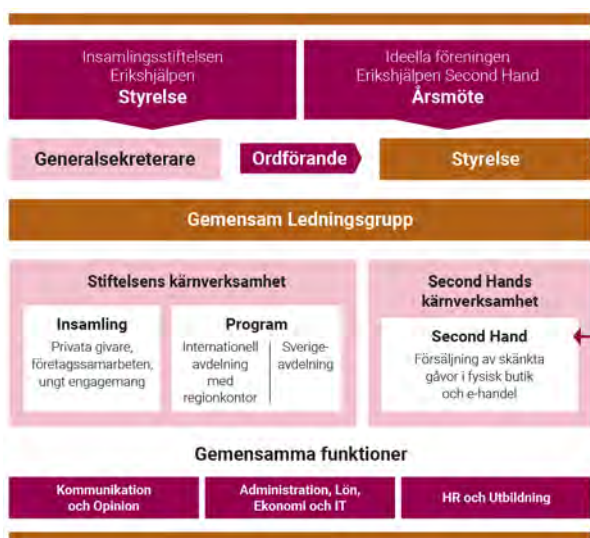 Insamlingsstiftelsen
Erikshjälpen
Styrelse
Ideella föreningen
Erikshjälpen Second Hand
Årsmöte
Generalsekreterare
Ordförande
Styrelse
Gemensam Ledningsgrupp
Stiftelsens kärnverksamhet
Insamling
Privata givare,
företagssamarbeten,
ungt engagemang
Program
Internationell
avdelning
med
regionkontor
Sverige-
avdelning
Second Hands
kärnverksamhet
Second Hand
Försäljning av skänkta
gåvor i fysisk butik
och e-handel
Gemensamma funktioner
Kommunikation
och Opinion
Administration, Lön,
Ekonomi och IT
HR och Utbildning